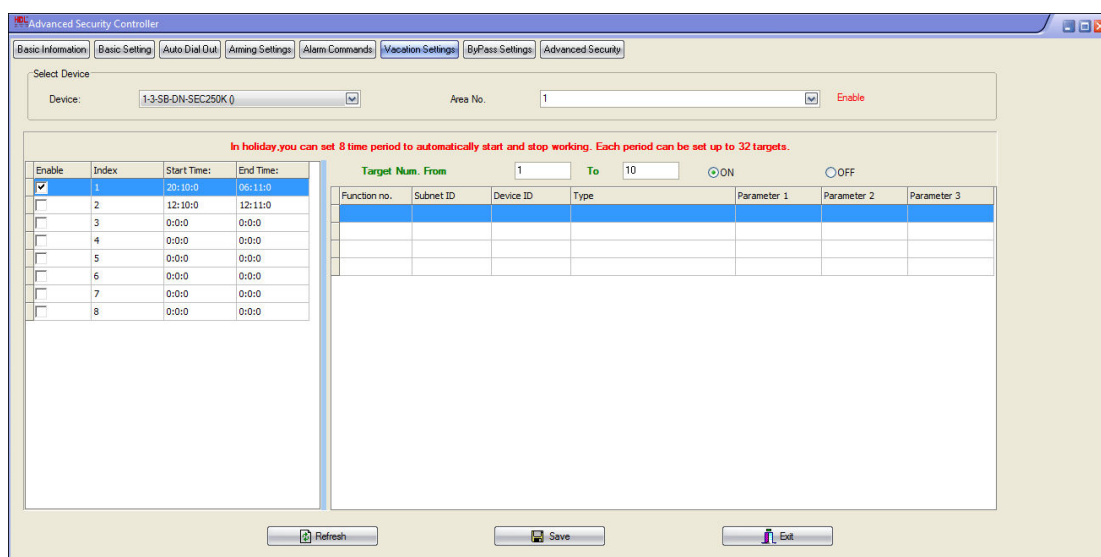 HDL Advanced Security Controller
Basic Information Basic Setting Auto Dial Out Arming Settings Alarm Commands Vacation Settings ByPass Settings Advanced Security
Select Device
Device: 1-3-SB-DN-SEC250K () Area No. 1 Enable
In holiday,you can set 8 time period to automatically start and stop working. Each period can be set up to 32 targets.
Target Num. From 1 To 10 ON OFF
Enable Index Start Time: End Time:
1 20:10:0 06:11:0
2 12:10:0 12:11:0
3 0:0:0 0:0:0
4 0:0:0 0:0:0
5 0:0:0 0:0:0
6 0:0:0 0:0:0
7 0:0:0 0:0:0
8 0:0:0 0:0:0
Function no. Subnet ID Device ID Type Parameter 1 Parameter 2 Parameter 3
Refresh Save Exit